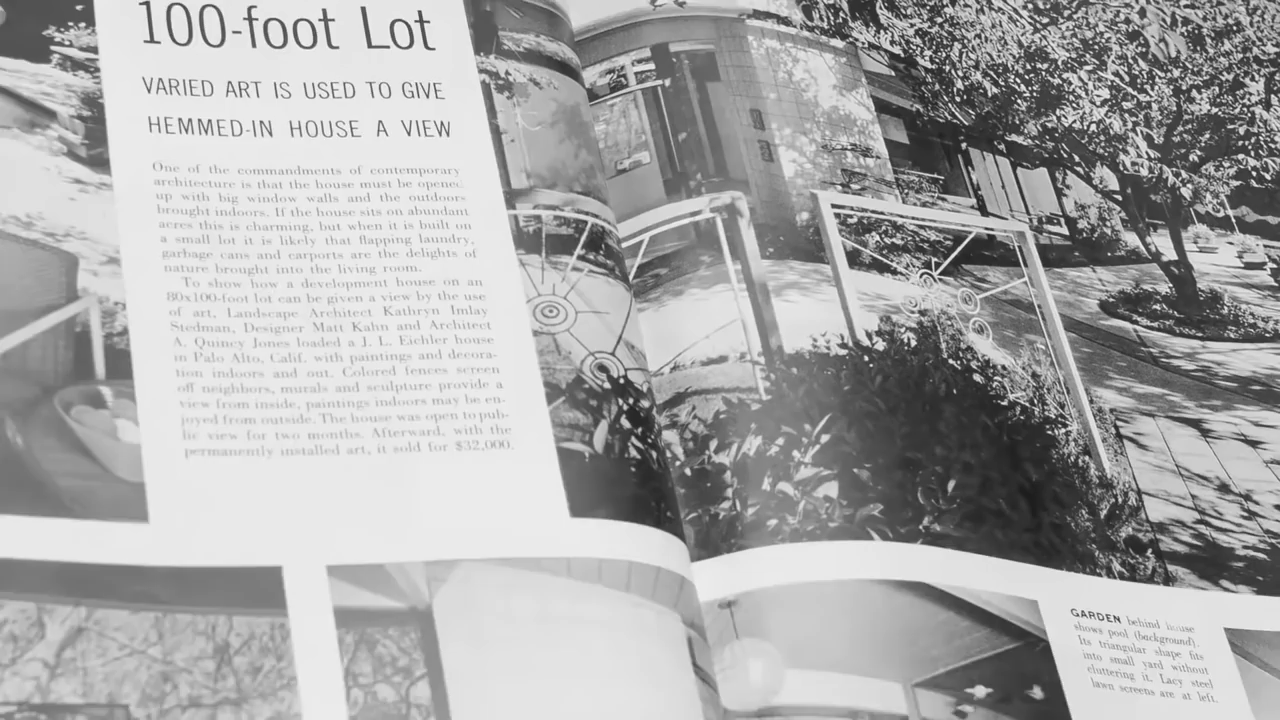 100-foot Lot
VARIED ART IS USED TO GIVE
HEMMED-IN HOUSE A VIEW
One of the commandments of contemporary
architecture is that the house must be opened
up with big window walls and the outdoors
brought indoors. If the house sits on abundant
acres this is charming, but when it is built on
a small lot it is likely that flapping laundry,
garbage cans and carports are the delights of
nature brought into the living room.
To show how a development house on an
80x100-foot lot can be given a view by the use
of art, Landscape Architect Kathryn Imlay
Stedman, Designer Matt Kahn and Architect
A. Quincy Jones loaded a J. L. Eichler house
in Palo Alto, Calif. with paintings and decora-
tion indoors and out. Colored fences screen
off neighbors, murals and sculpture provide a
view from inside, paintings indoors may be en-
joyed from outside. The house was open to pub-
lic view for two months. Afterward, with the
permanently installed art, it sold for $32,000.
GARDEN behind house
shows pool (background).
Its triangular shape fits
into small yard without
cluttering it. Lacy steel
lawn screens are at left.